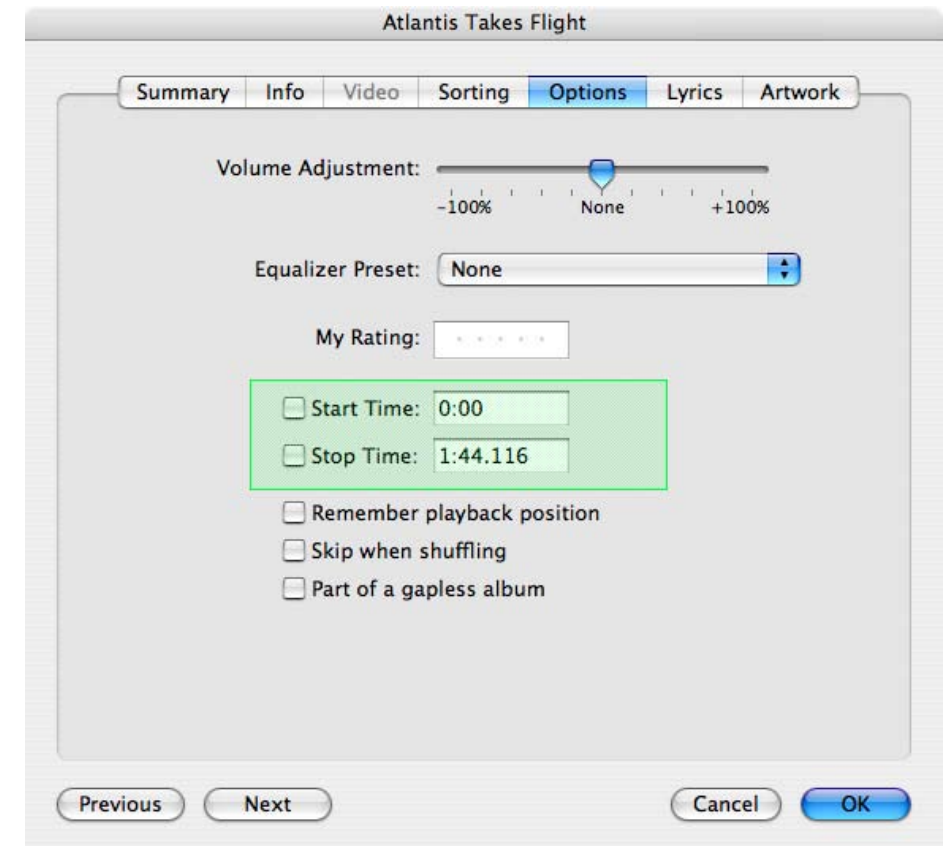 Atlantis Takes Flight
Summary Info Video Sorting Options Lyrics Artwork
Volume Adjustment:
-100% None +100%
Equalizer Preset: None
My Rating:
Start Time: 0:00
Stop Time: 1:44.116
Remember playback position
Skip when shuffling
Part of a gapless album
Previous Next Cancel OK